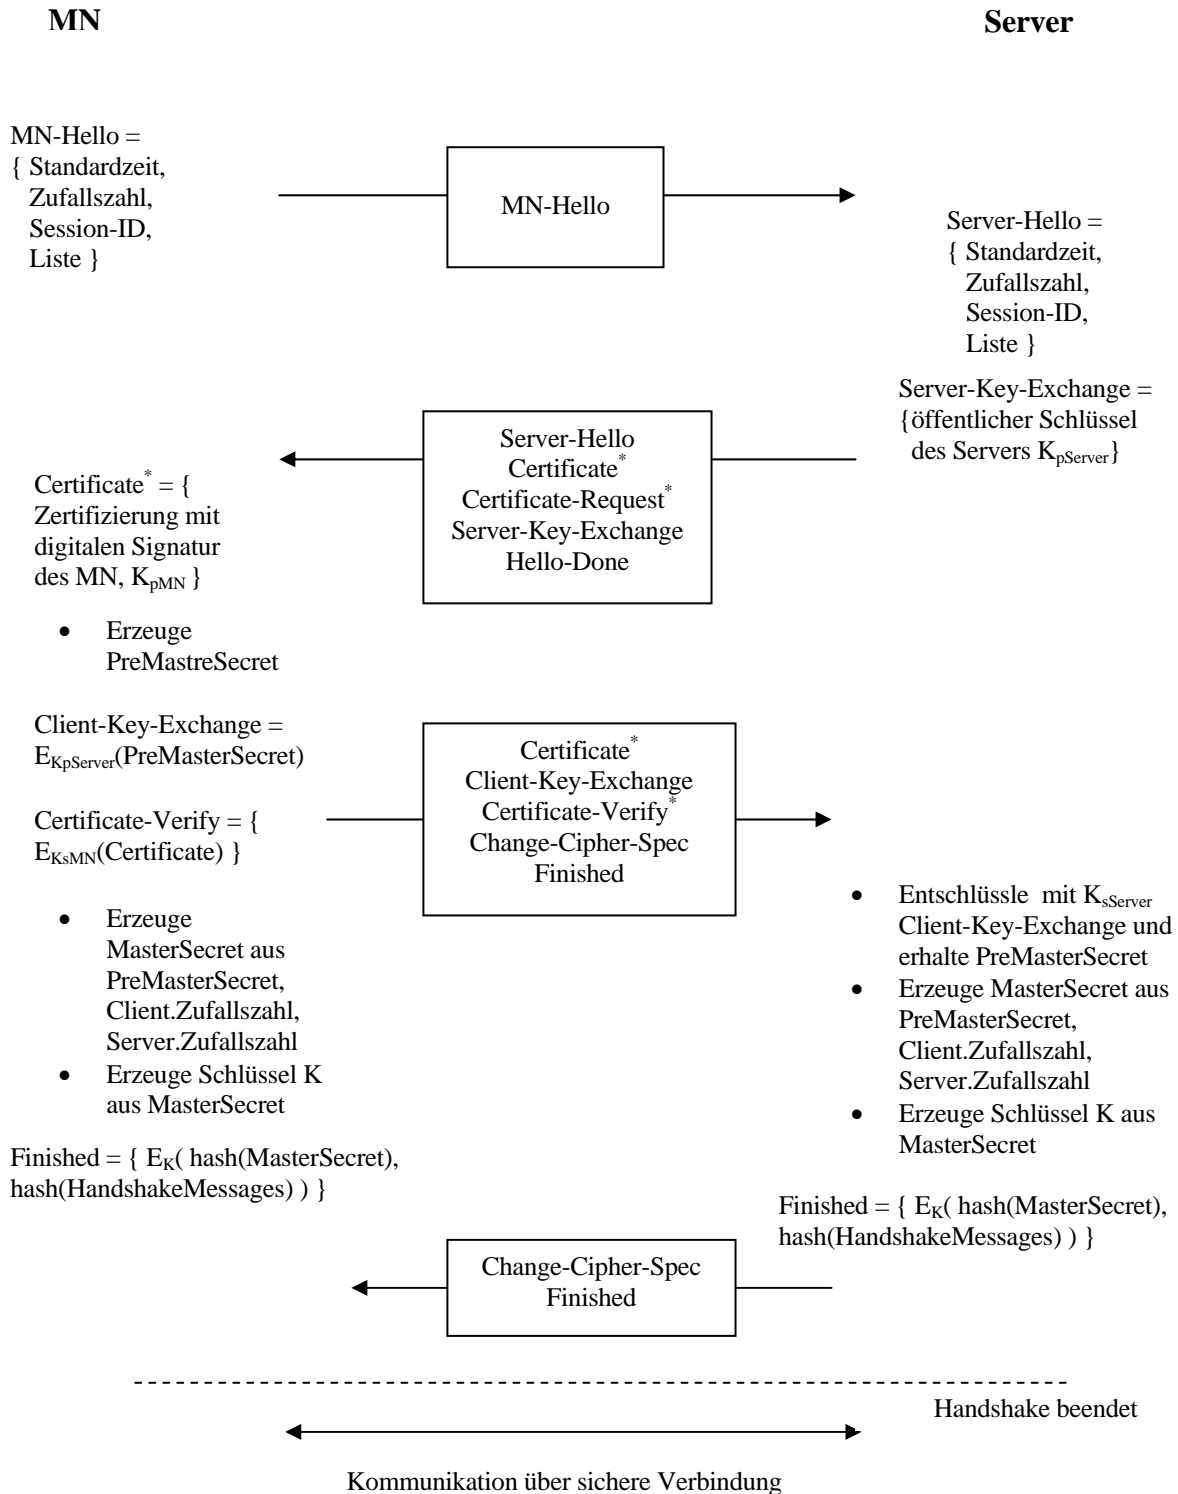 MN
Server
MN-Hello =
{ Standardzeit,
Zufallszahl,
Session-ID,
Liste }
MN-Hello
Server-Hello =
{ Standardzeit,
Zufallszahl,
Session-ID,
Liste }
Server-Key-Exchange =
{öffentlicher Schlüssel
des Servers KpServer}
Server-Hello
Certificate*
Certificate-Request*
Server-Key-Exchange
Hello-Done
Certificate* = {
Zertifizierung mit
digitalen Signatur
des MN, KpMN }
• Erzeuge
PreMastreSecret
Client-Key-Exchange =
EKpServer(PreMasterSecret)
Certificate-Verify = {
EKsMN(Certificate) }
Certificate*
Client-Key-Exchange
Certificate-Verify*
Change-Cipher-Spec
Finished
• Erzeuge
MasterSecret aus
PreMasterSecret,
Client.Zufallszahl,
Server.Zufallszahl
• Erzeuge Schlüssel K
aus MasterSecret
• Entschlüssle mit KsServer
Client-Key-Exchange und
erhalte PreMasterSecret
• Erzeuge MasterSecret aus
PreMasterSecret,
Client.Zufallszahl,
Server.Zufallszahl
• Erzeuge Schlüssel K aus
MasterSecret
Finished = { EK( hash(MasterSecret),
hash(HandshakeMessages) ) }
Finished = { EK( hash(MasterSecret),
hash(HandshakeMessages) ) }
Change-Cipher-Spec
Finished
Handshake beendet
Kommunikation über sichere Verbindung